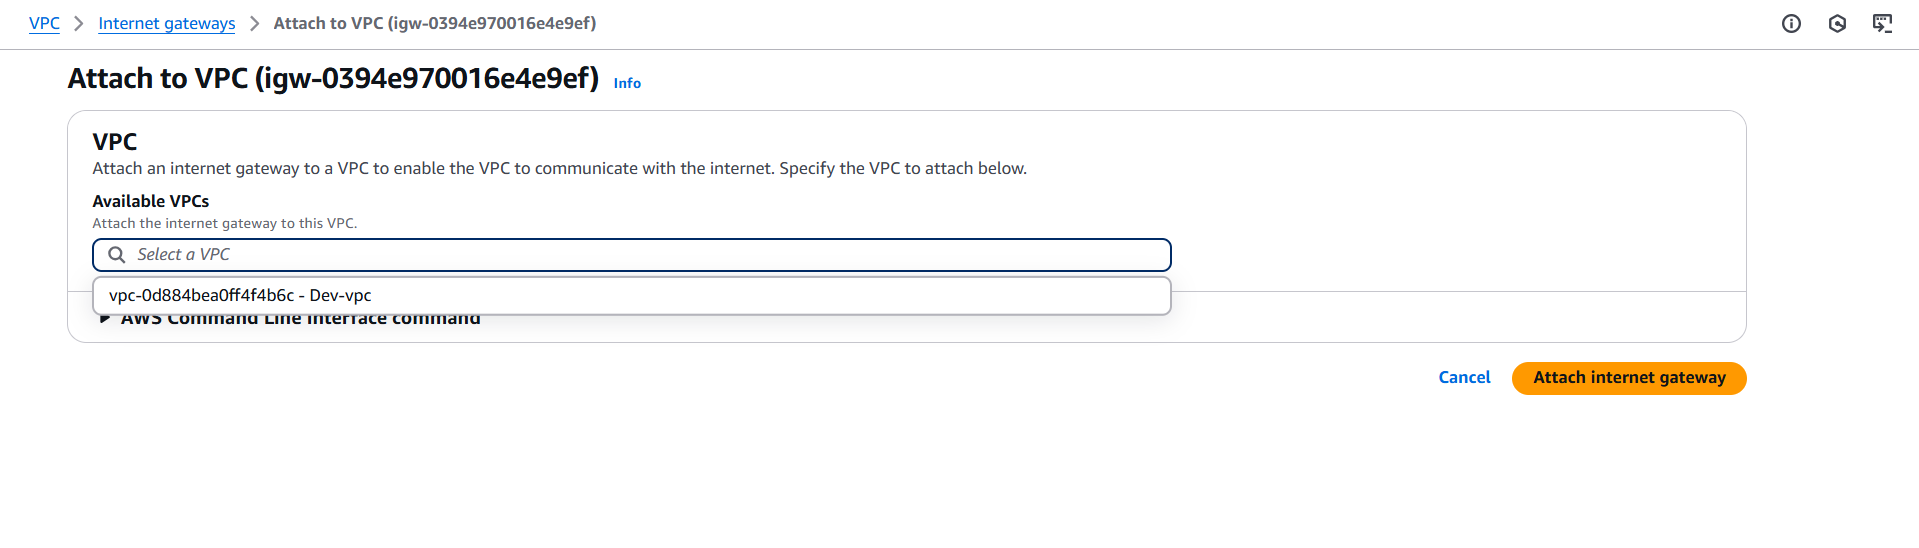 VPC > Internet gateways > Attach to VPC (igw-0394e970016e4e9ef)
Attach to VPC (igw-0394e970016e4e9ef) Info
VPC
Attach an internet gateway to a VPC to enable the VPC to communicate with the internet. Specify the VPC to attach below.
Available VPCs
Attach the internet gateway to this VPC.
Select a VPC
vpc-0d884bea0ff4f4b6c - Dev-vpc
AWS Command Line Interface command
Cancel Attach internet gateway